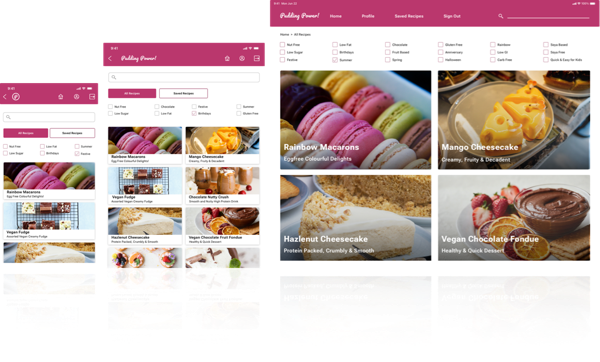 9:41
All Recipes
Saved Recipes
Nut Free
Low Fat
Summer
Low Sugar
Birthdays
Festive
Rainbow Macarons
Egg Free Colourful Delights
Vegan Fudge
Assorted Vegan Creamy Fudge
9:41
Pudding Power!
All Recipes
Saved Recipes
Nut Free
Chocolate
Festive
Summer
Low Sugar
Low Fat
Birthdays
Gluten Free
Rainbow Macarons
Eggfree Colourful Delights
Mango Cheesecake
Creamy, Fruity & Decadent
Vegan Fudge
Assorted Vegan Creamy Fudge
Chocolate Nutty Crush
Smooth and Nutty High Protein Drink
Hazlenut Cheesecake
Protein Packed, Crumbly & Smooth
Vegan Chocolate Fruit Fondue
Healthy & Quick Dessert
9:41 Mon Jun 10
100%
Pudding Power!
Home
Profile
Saved Recipes
Sign Out
Home > All Recipes
Nut Free
Low Fat
Chocolate
Gluten Free
Rainbow
Soya Based
Low Sugar
Birthdays
Fruit Based
Anniversary
Low GI
Soya Free
Festive
Summer
Spring
Halloween
Carb Free
Quick & Easy for Kids
Rainbow Macarons
Eggfree Colourful Delights
Mango Cheesecake
Creamy, Fruity & Decadent
Hazlenut Cheesecake
Protein Packed, Crumbly & Smooth
Vegan Chocolate Fondue
Healthy & Quick Dessert